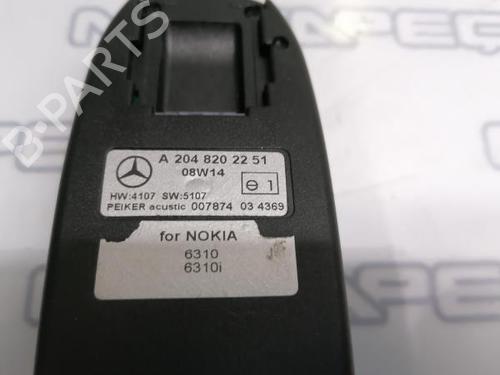 A 204 820 22 51
08W14
HW:4107 SW:5107
PEIKER acustic 007874 03 4369
e 1
for NOKIA
6310
6310i
B-PARTS